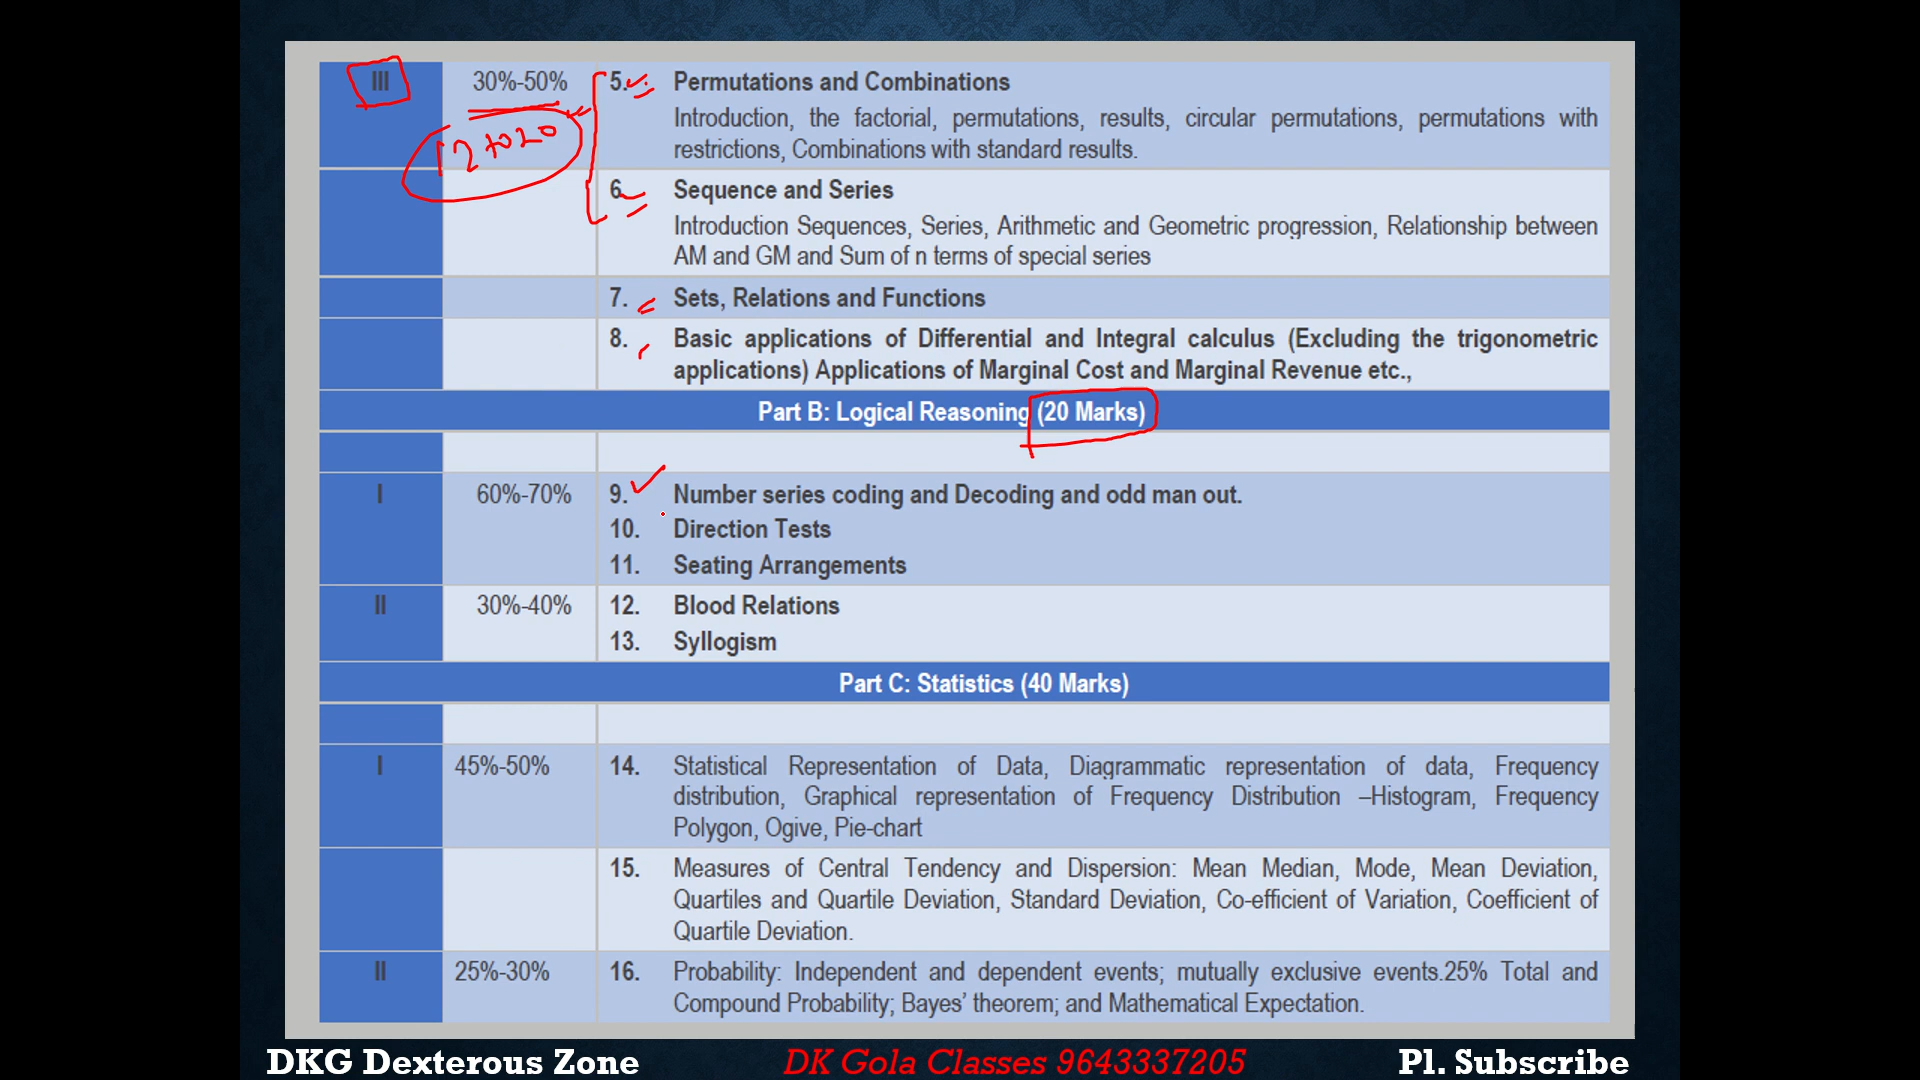 III 30%-50% 5. Permutations and Combinations
12 to 20
Introduction, the factorial, permutations, results, circular permutations, permutations with
restrictions, Combinations with standard results.
6. Sequence and Series
Introduction Sequences, Series, Arithmetic and Geometric progression, Relationship between
AM and GM and Sum of n terms of special series
7. Sets, Relations and Functions
8. Basic applications of Differential and Integral calculus (Excluding the trigonometric
applications) Applications of Marginal Cost and Marginal Revenue etc.,
Part B: Logical Reasoning (20 Marks)
I 60%-70% 9. Number series coding and Decoding and odd man out.
10. Direction Tests
11. Seating Arrangements
II 30%-40% 12. Blood Relations
13. Syllogism
Part C: Statistics (40 Marks)
I 45%-50% 14. Statistical Representation of Data, Diagrammatic representation of data, Frequency
distribution, Graphical representation of Frequency Distribution –Histogram, Frequency
Polygon, Ogive, Pie-chart
15. Measures of Central Tendency and Dispersion: Mean Median, Mode, Mean Deviation,
Quartiles and Quartile Deviation, Standard Deviation, Co-efficient of Variation, Coefficient of
Quartile Deviation.
II 25%-30% 16. Probability: Independent and dependent events; mutually exclusive events.25% Total and
Compound Probability; Bayes' theorem; and Mathematical Expectation.
DKG Dexterous Zone DK Gola Classes 9643337205 Pl. Subscribe